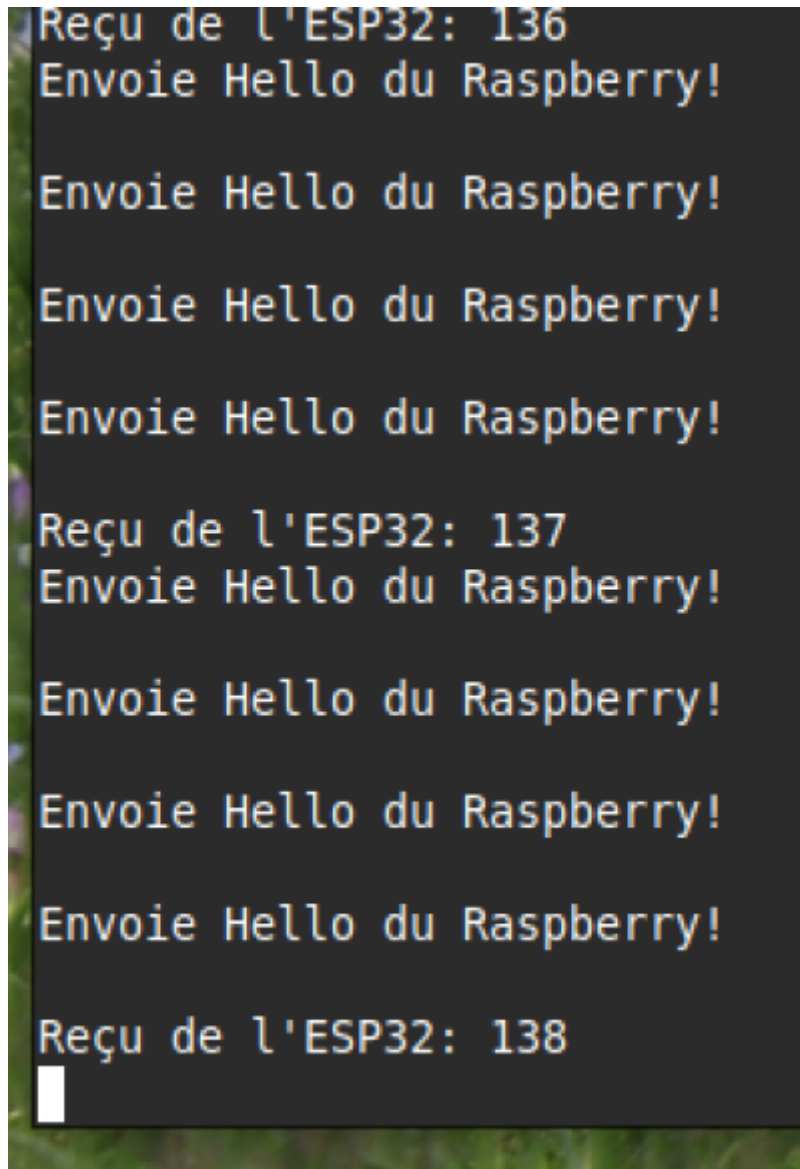 Reçu de l'ESP32: 136
Envoie Hello du Raspberry!
Envoie Hello du Raspberry!
Envoie Hello du Raspberry!
Envoie Hello du Raspberry!
Reçu de l'ESP32: 137
Envoie Hello du Raspberry!
Envoie Hello du Raspberry!
Envoie Hello du Raspberry!
Envoie Hello du Raspberry!
Reçu de l'ESP32: 138